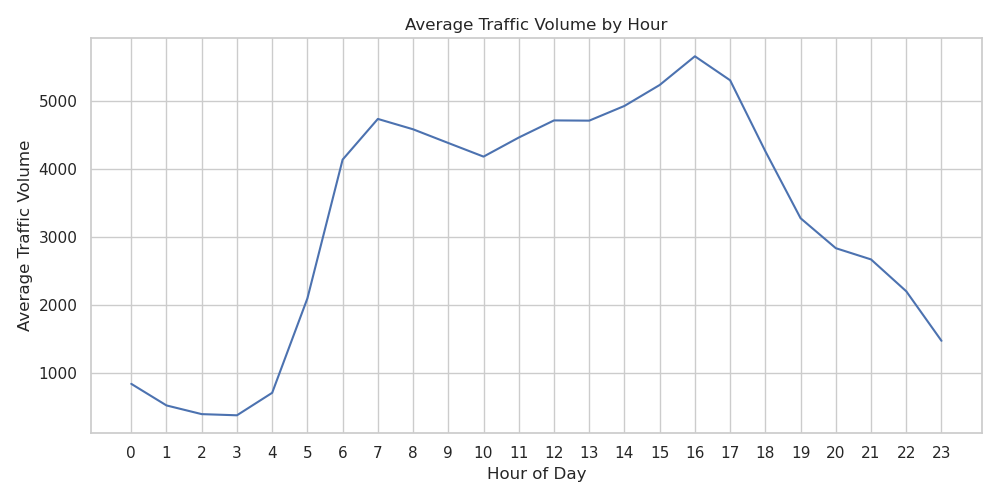 Average Traffic Volume by Hour
Average Traffic Volume
5000
4000
3000
2000
1000
0 1 2 3 4 5 6 7 8 9 10 11 12 13 14 15 16 17 18 19 20 21 22 23
Hour of Day